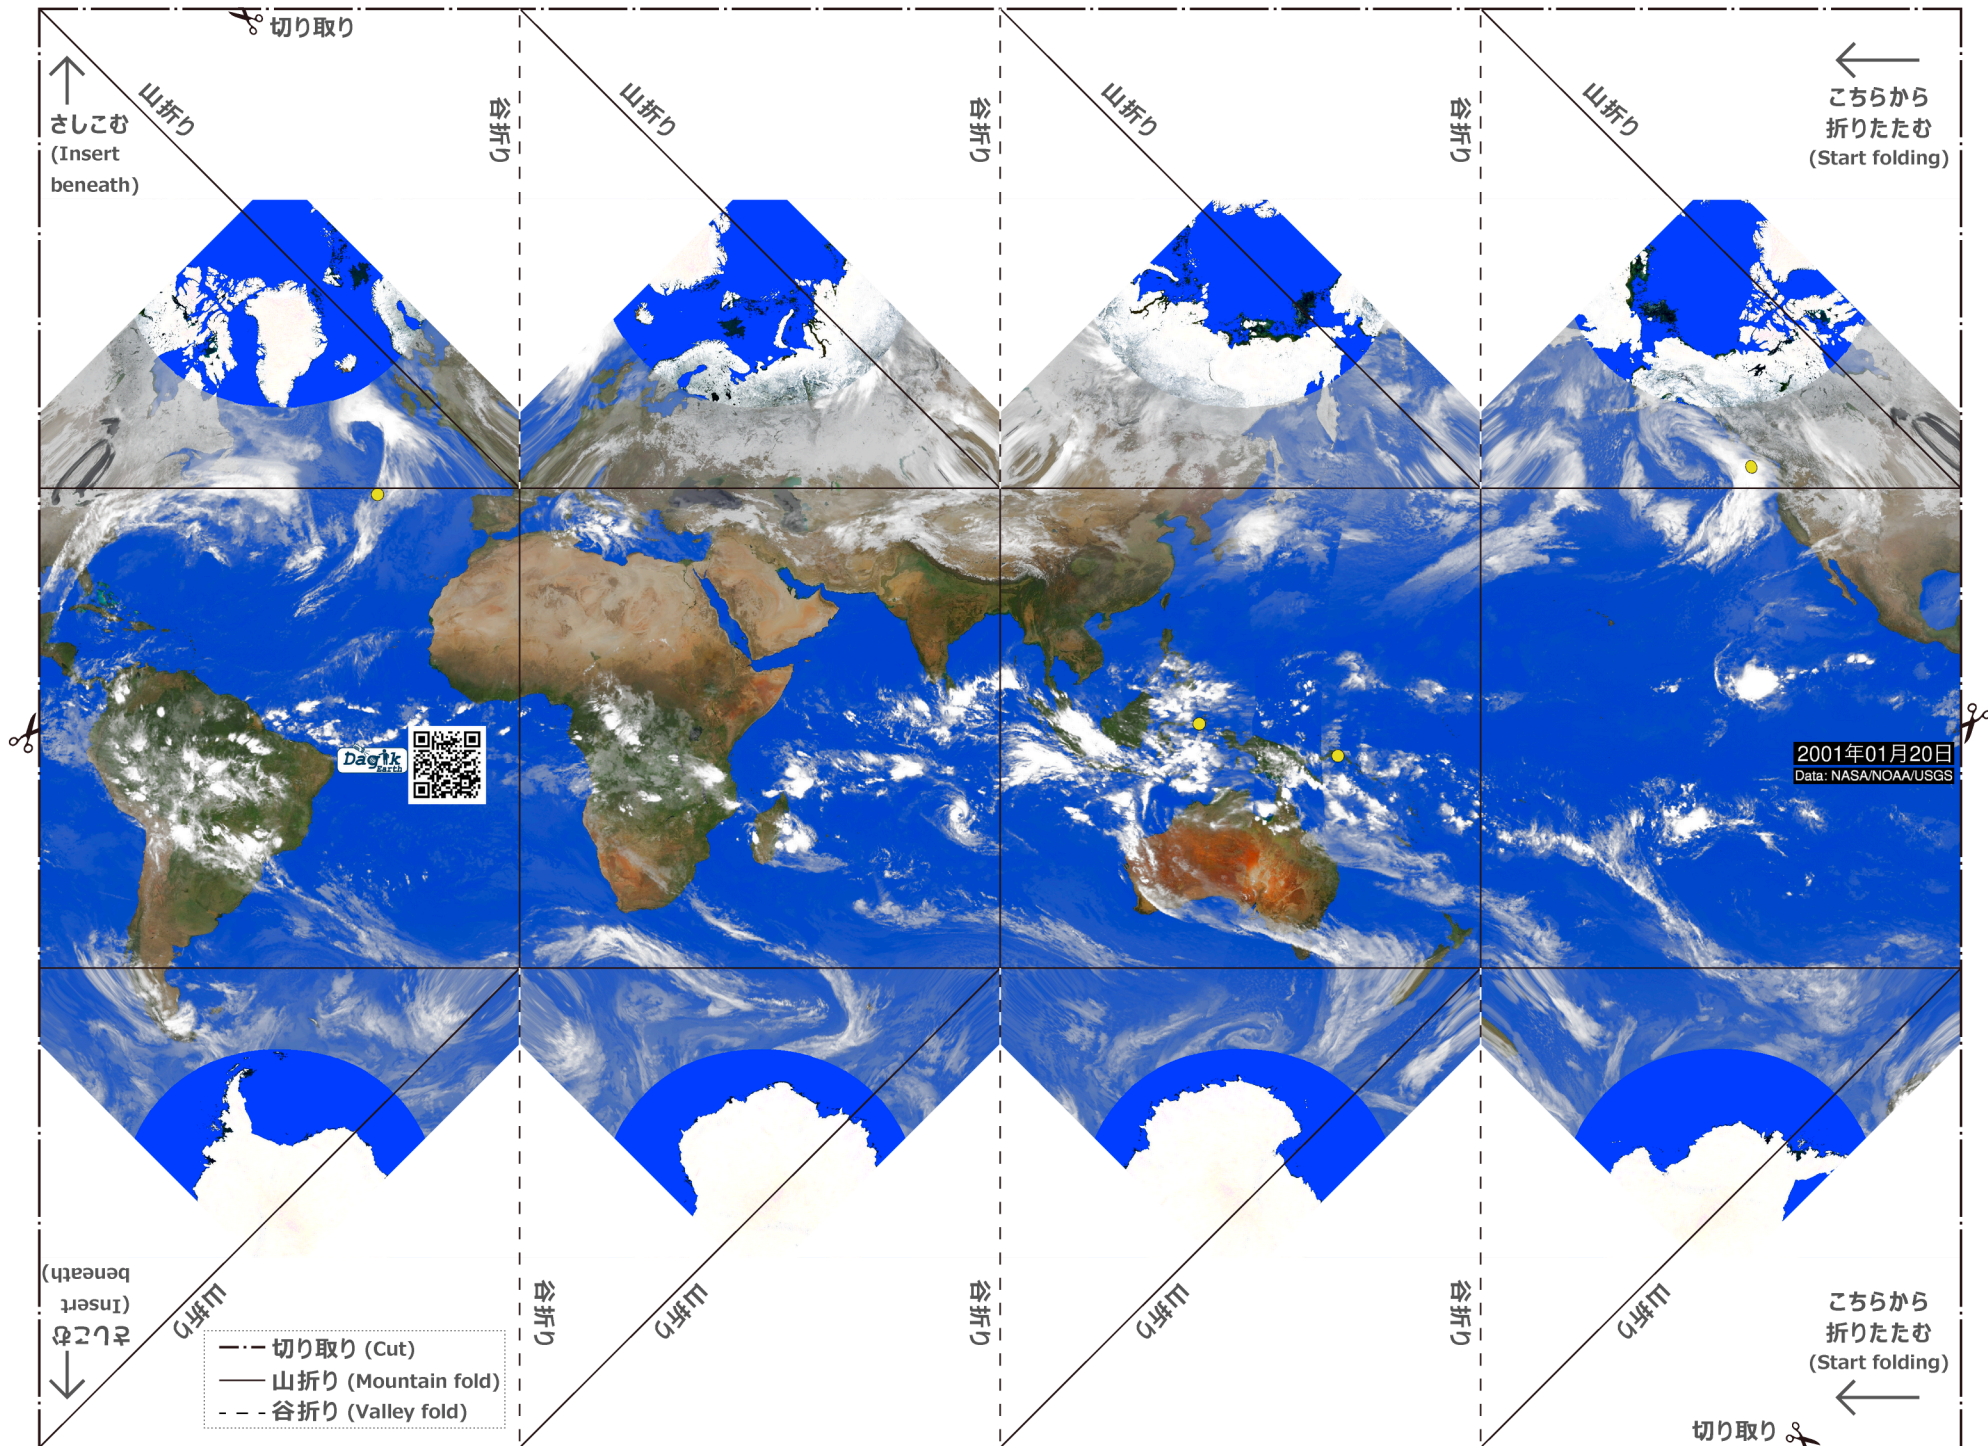 切り取り
さしこむ
(Insert
beneath)
山折り
谷折り
山折り
谷折り
山折り
谷折り
山折り
こちらから
折りたたむ
(Start folding)
Dagik
Earth
2001年01月20日
Data: NASA/NOAA/USGS
さしこむ
(Insert
beneath)
山折り
谷折り
山折り
谷折り
山折り
谷折り
山折り
こちらから
折りたたむ
(Start folding)
切り取り (Cut)
山折り (Mountain fold)
谷折り (Valley fold)
切り取り